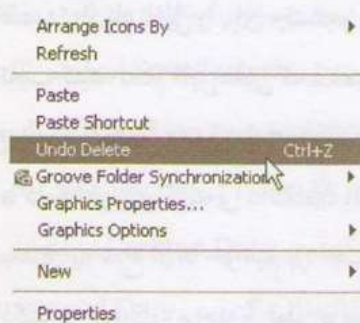 Arrange Icons By
Refresh
Paste
Paste Shortcut
Undo Delete Ctrl+Z
Groove Folder Synchronization
Graphics Properties...
Graphics Options
New
Properties